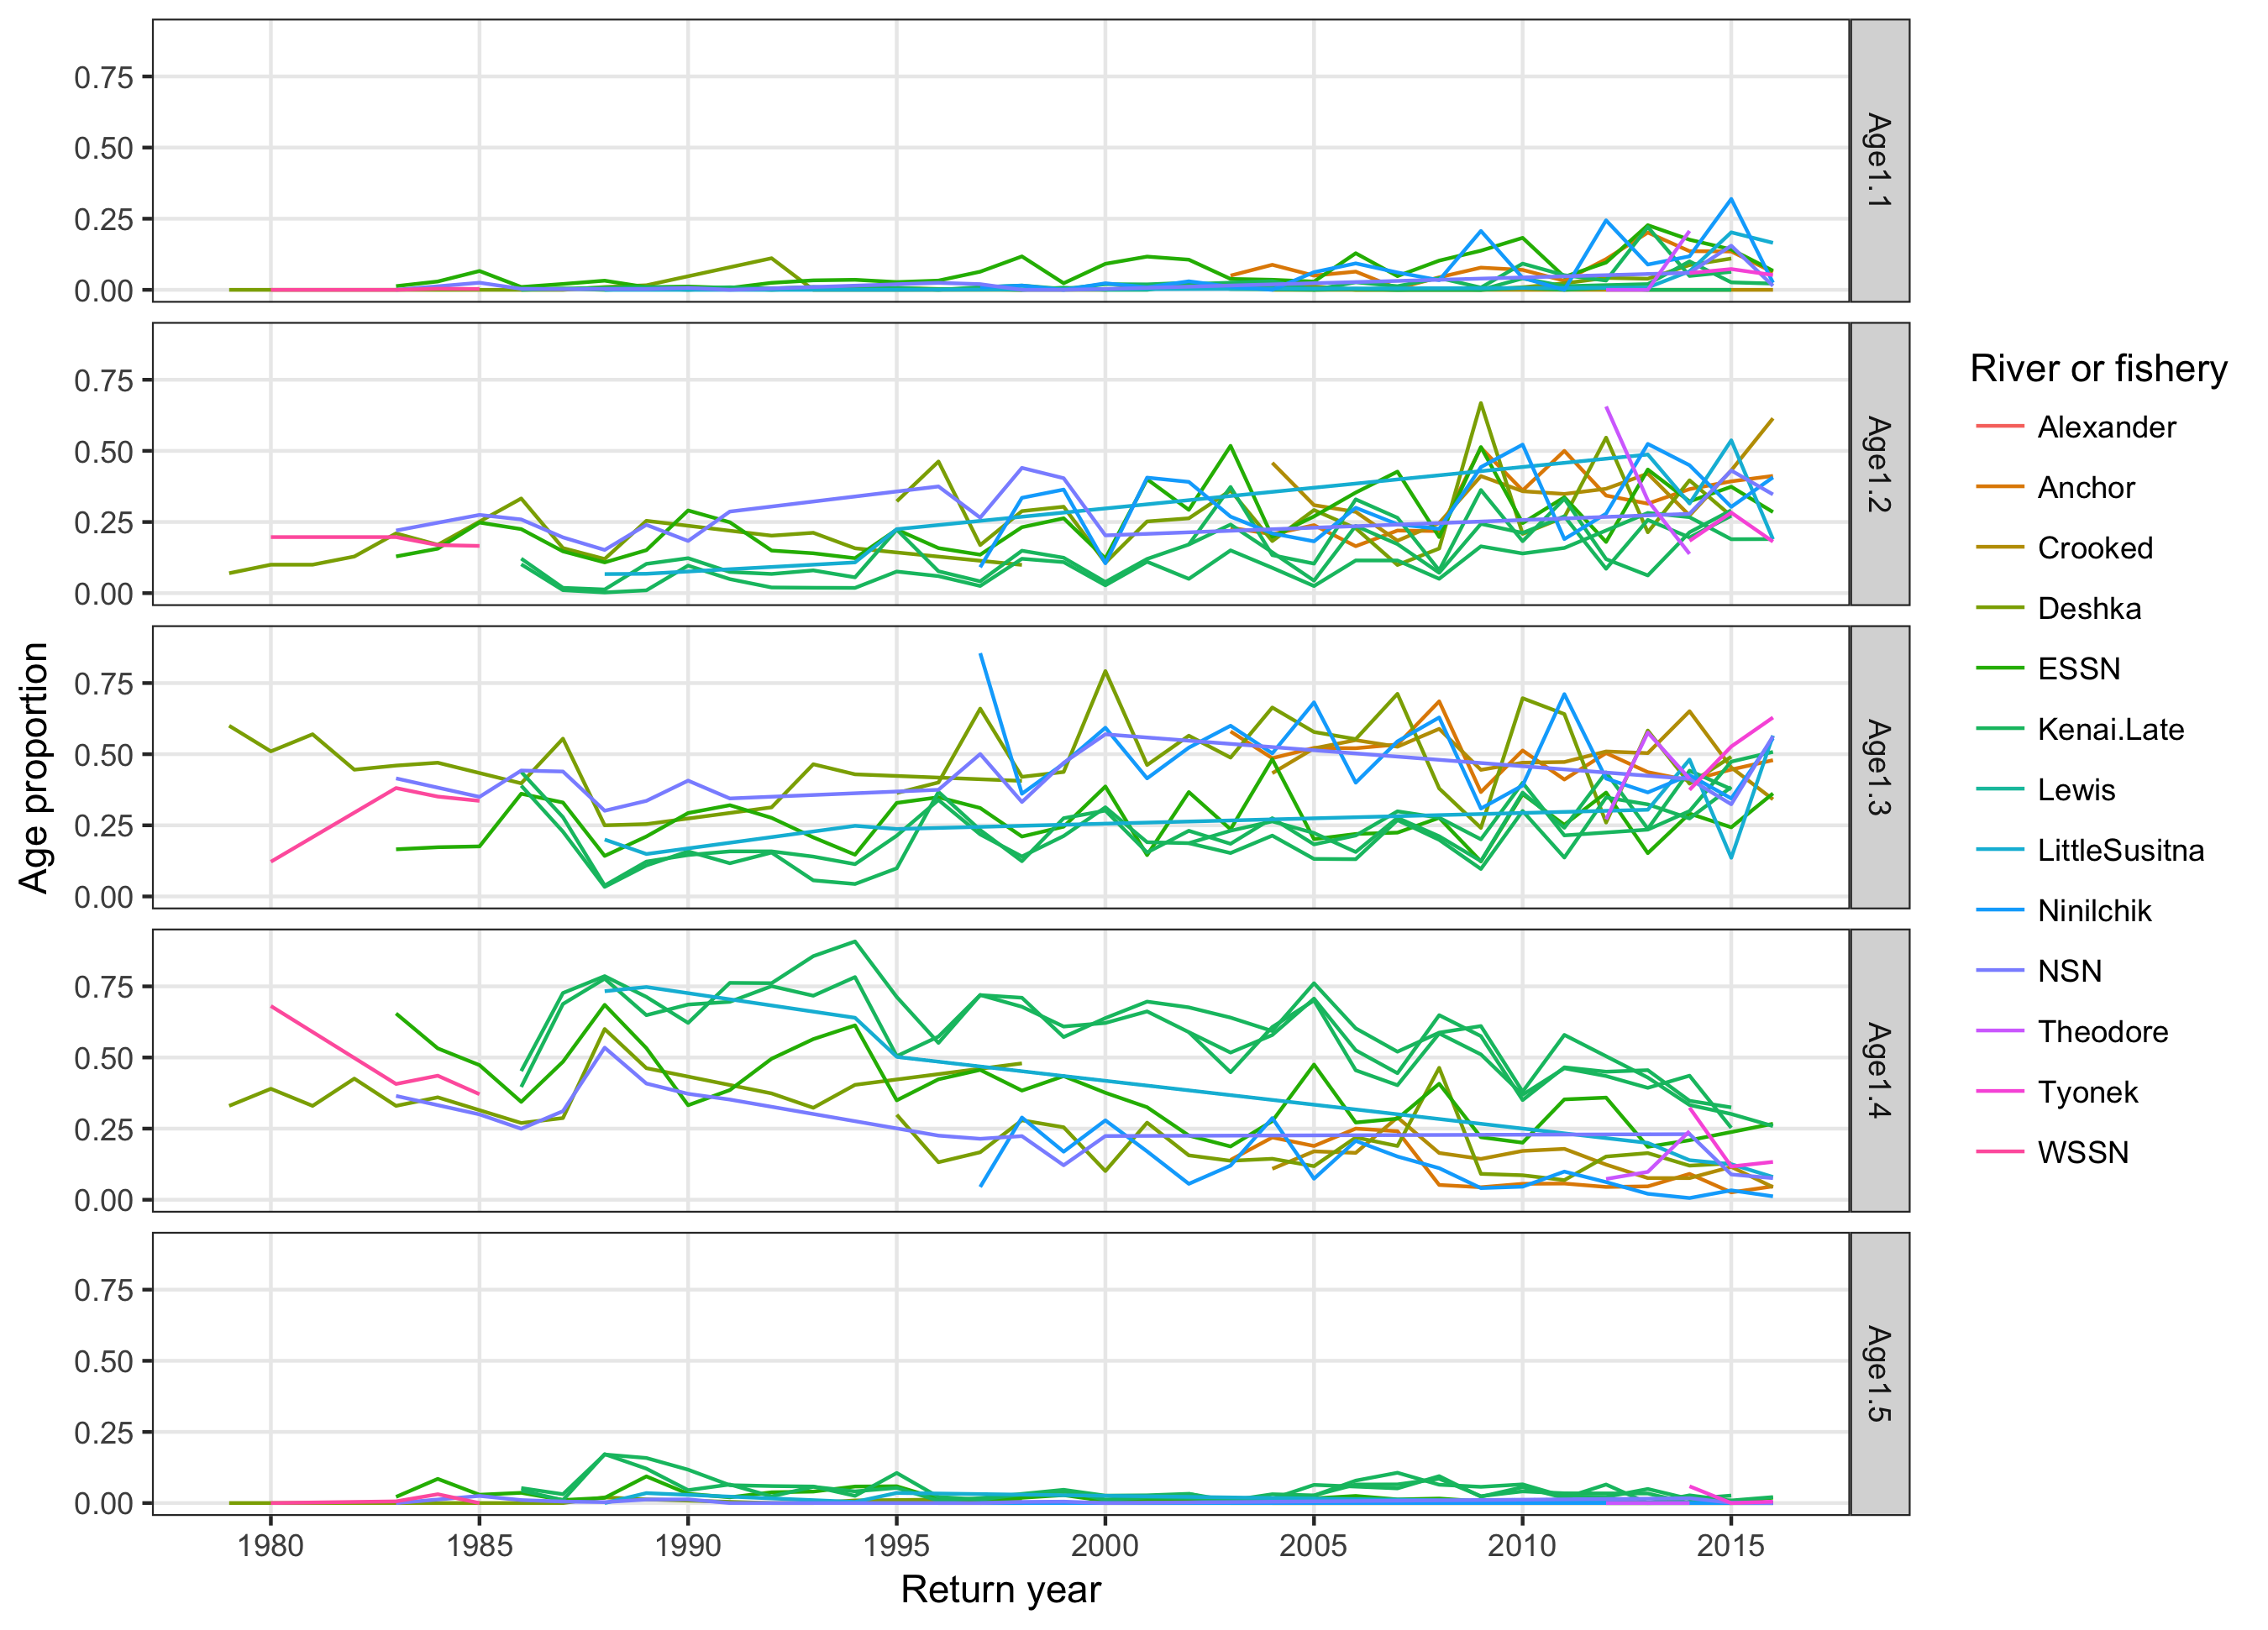 0.75
0.50
0.25
0.00
Age1.1
0.75
0.50
0.25
0.00
Age1.2
0.75
0.50
0.25
0.00
Age1.3
0.75
0.50
0.25
0.00
Age1.4
0.75
0.50
0.25
0.00
Age1.5
Age proportion
1980 1985 1990 1995 2000 2005 2010 2015
Return year
River or fishery
Alexander
Anchor
Crooked
Deshka
ESSN
Kenai.Late
Lewis
LittleSusitna
Ninilchik
NSN
Theodore
Tyonek
WSSN